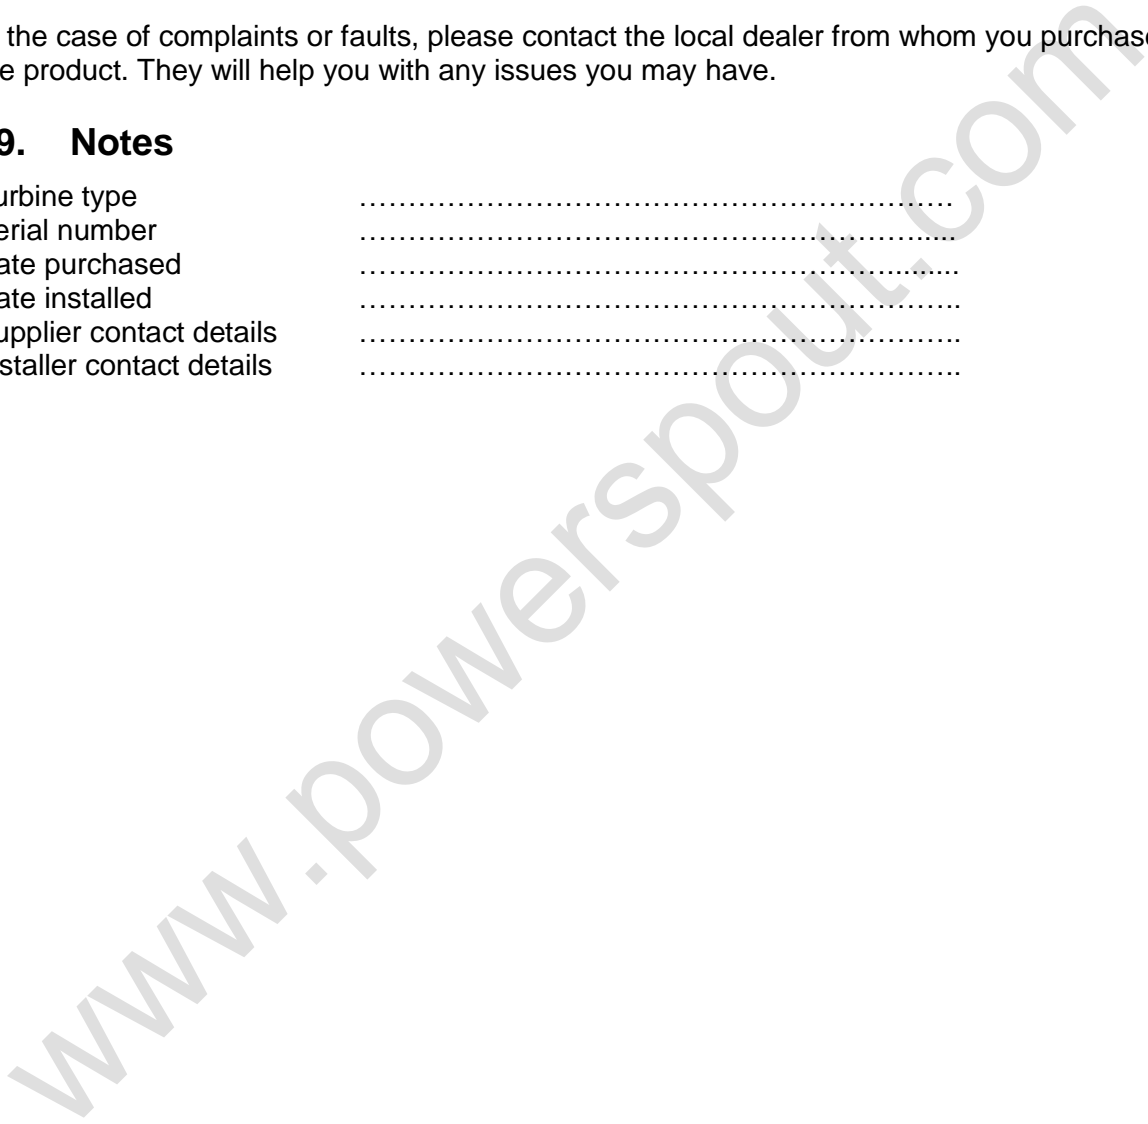 the case of complaints or faults, please contact the local dealer from whom you purchase
e product. They will help you with any issues you may have.
9. Notes
urbine type ……………………………………………………….
erial number …………………………………………………….....
ate purchased ………………………………………………….......
ate installed ………………………………………………………..
upplier contact details ………………………………………………………..
staller contact details ………………………………………………………..
www.powerspout.com